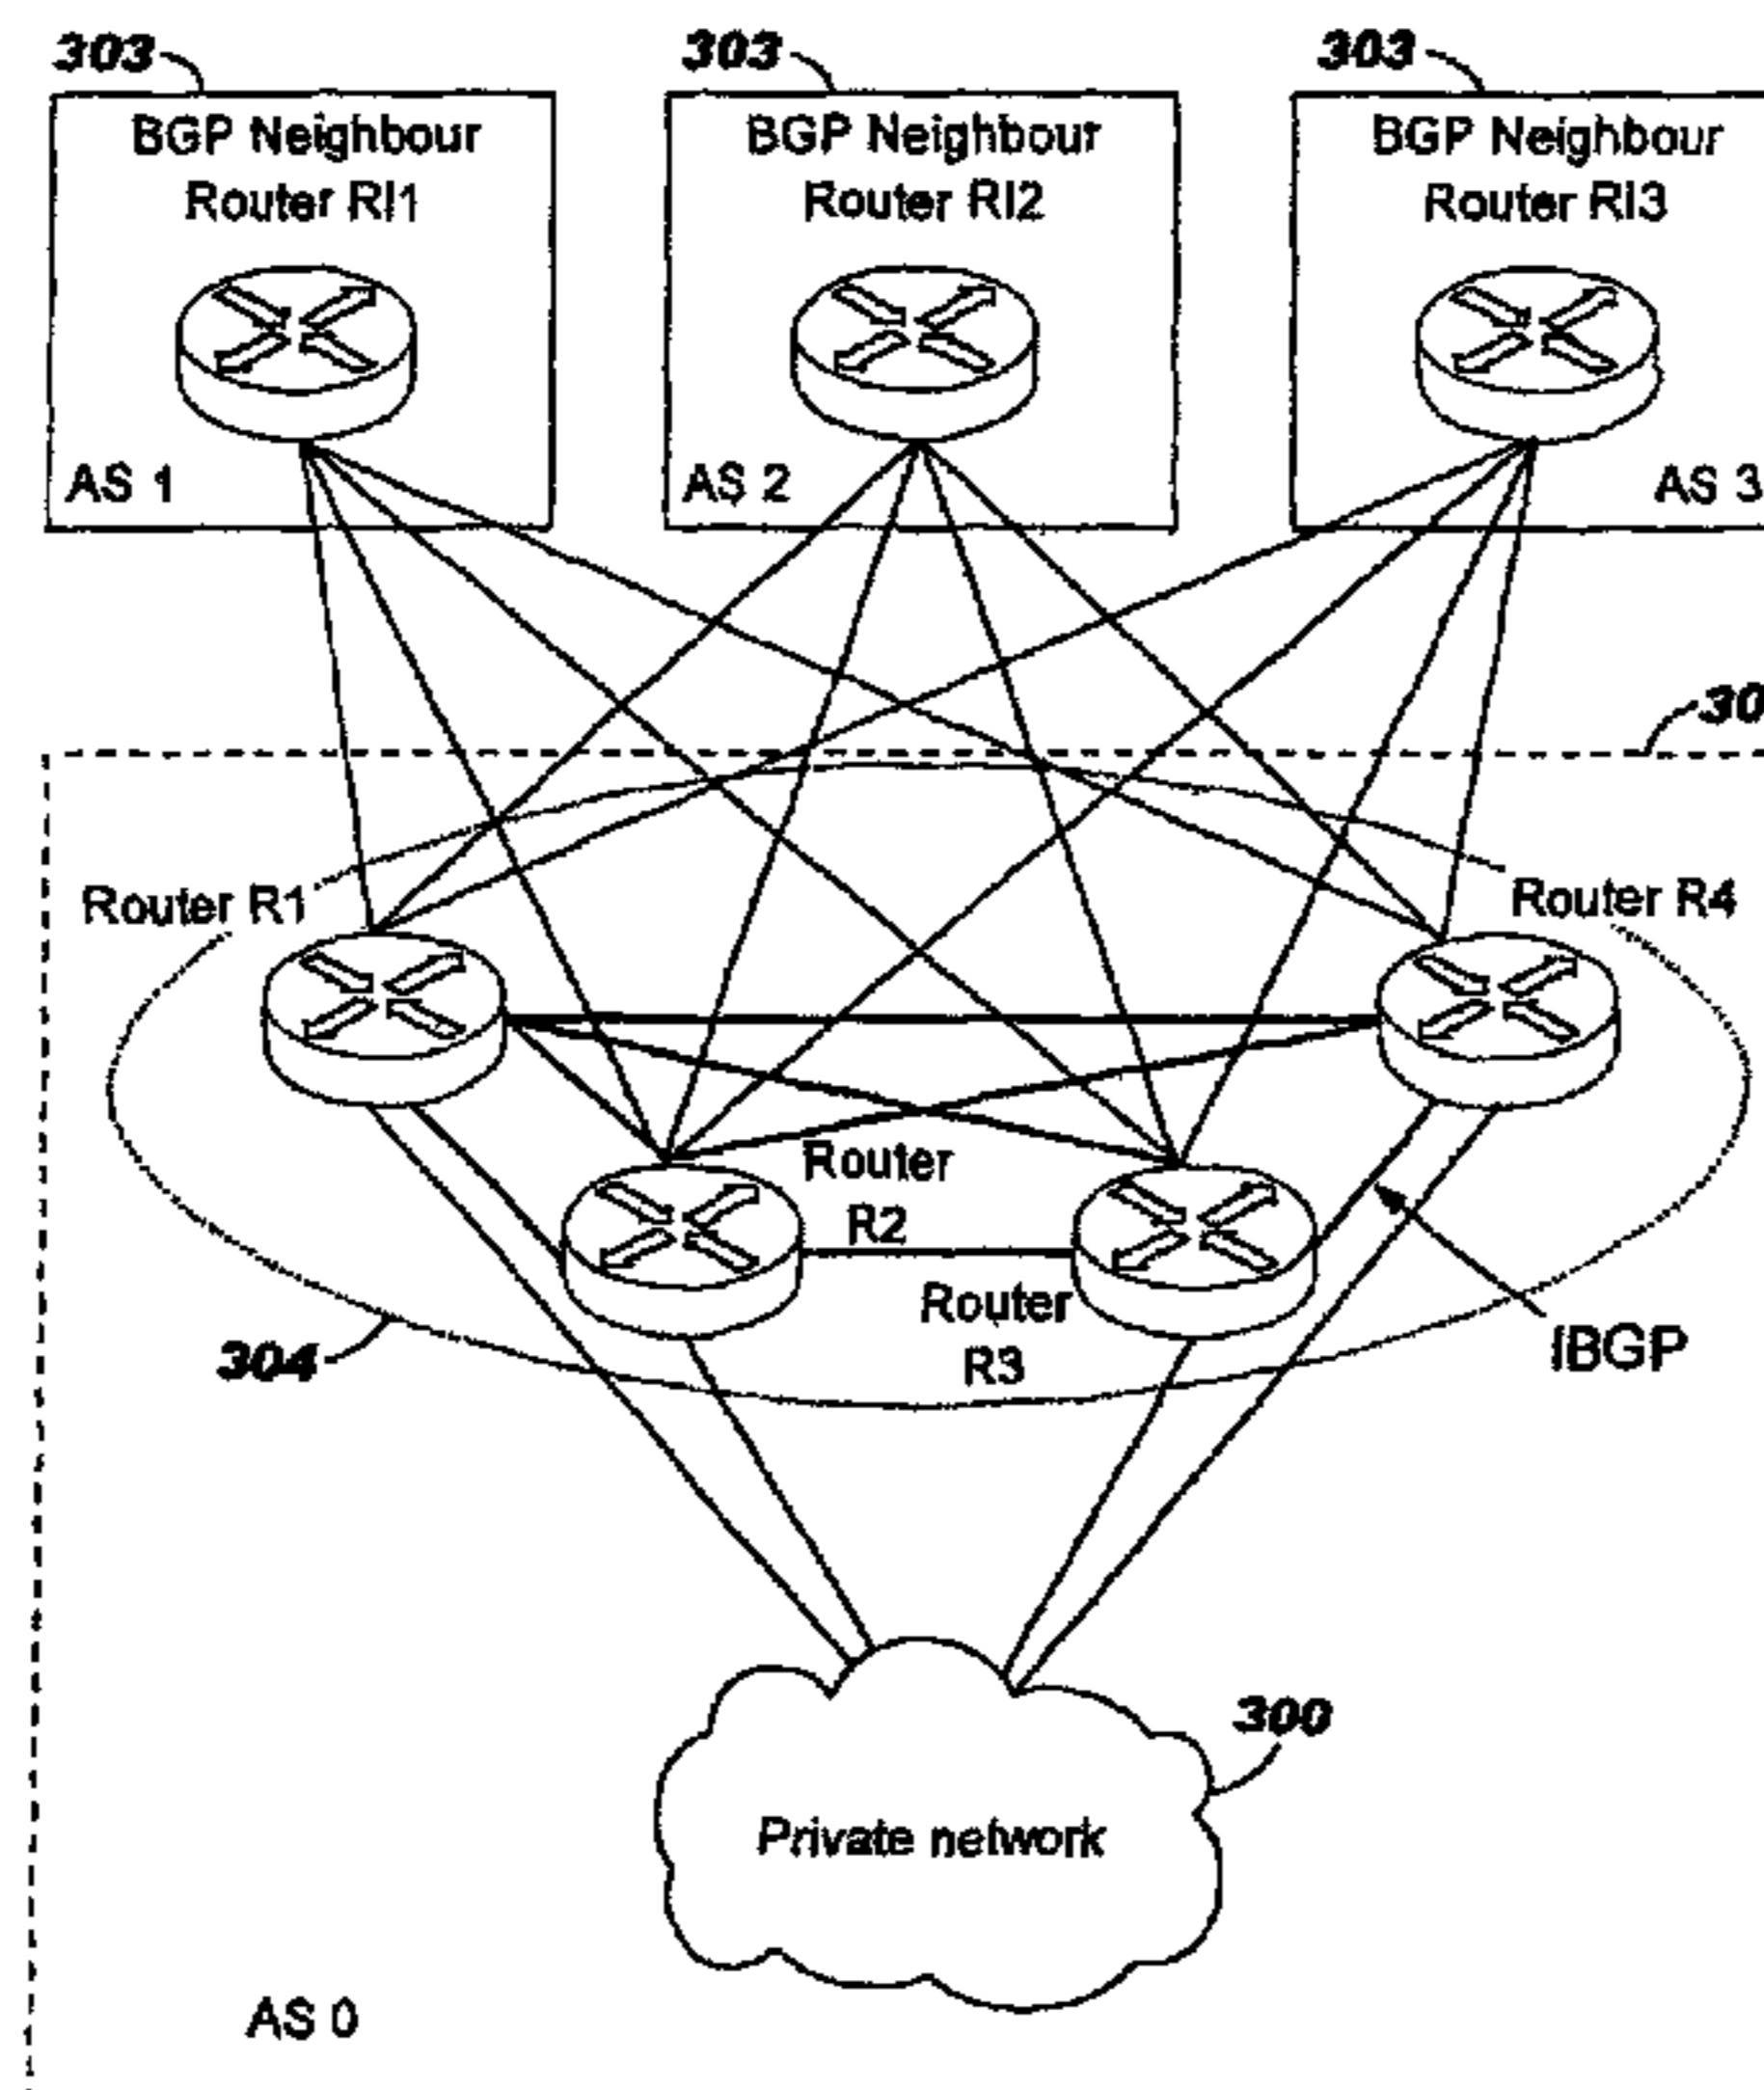 303
303
303
BGP Neighbour
Router RI1
BGP Neighbour
Router RI2
BGP Neighbour
Router RI3
AS 1
AS 2
AS 3
Router R1
Router R4
Router
R2
Router
R3
304
IBGP
300
Private network
AS 0